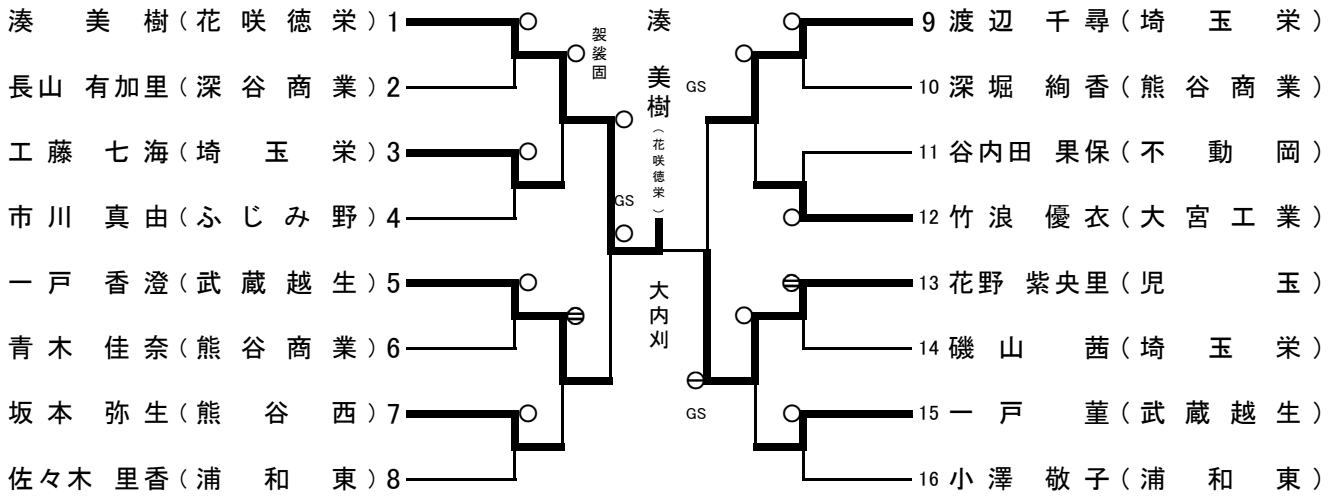 湊 美樹(花咲徳栄) 1
長山 有加里(深谷商業) 2
工藤 七海(埼玉栄) 3
市川 真由(ふじみ野) 4
一戸 香澄(武蔵越生) 5
青木 佳奈(熊谷商業) 6
坂本 弥生(熊谷西) 7
佐々木 里香(浦和東) 8
袈裟固
GS
湊 美樹(花咲徳栄)
大内刈
GS
GS
9 渡辺 千尋(埼玉栄)
10 深堀 絢香(熊谷商業)
11 谷内田 果保(不動岡)
12 竹浪 優衣(大宮工業)
13 花野 紫央里(児玉)
14 磯山 茜(埼玉栄)
15 一戸 菫(武蔵越生)
16 小澤 敬子(浦和東)